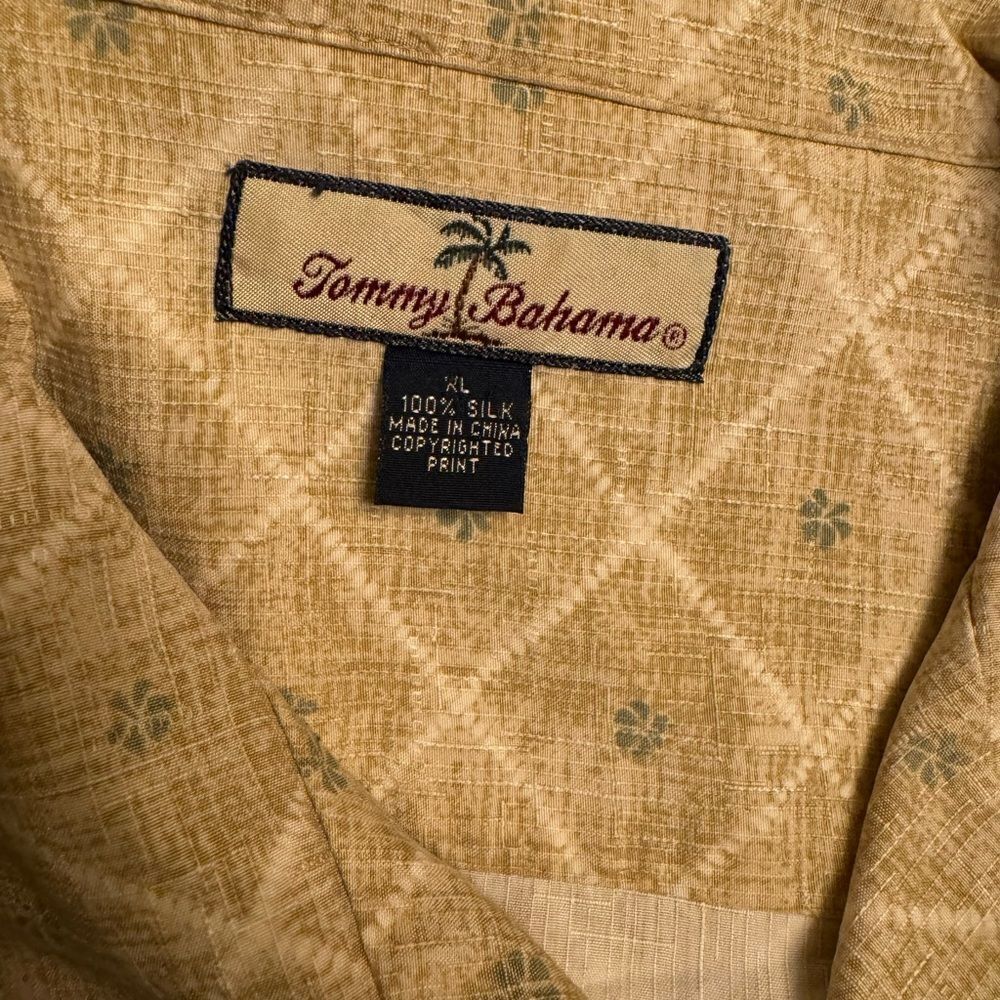 Tommy Bahama®
XL
100% SILK
MADE IN CHINA
COPYRIGHTED
PRINT